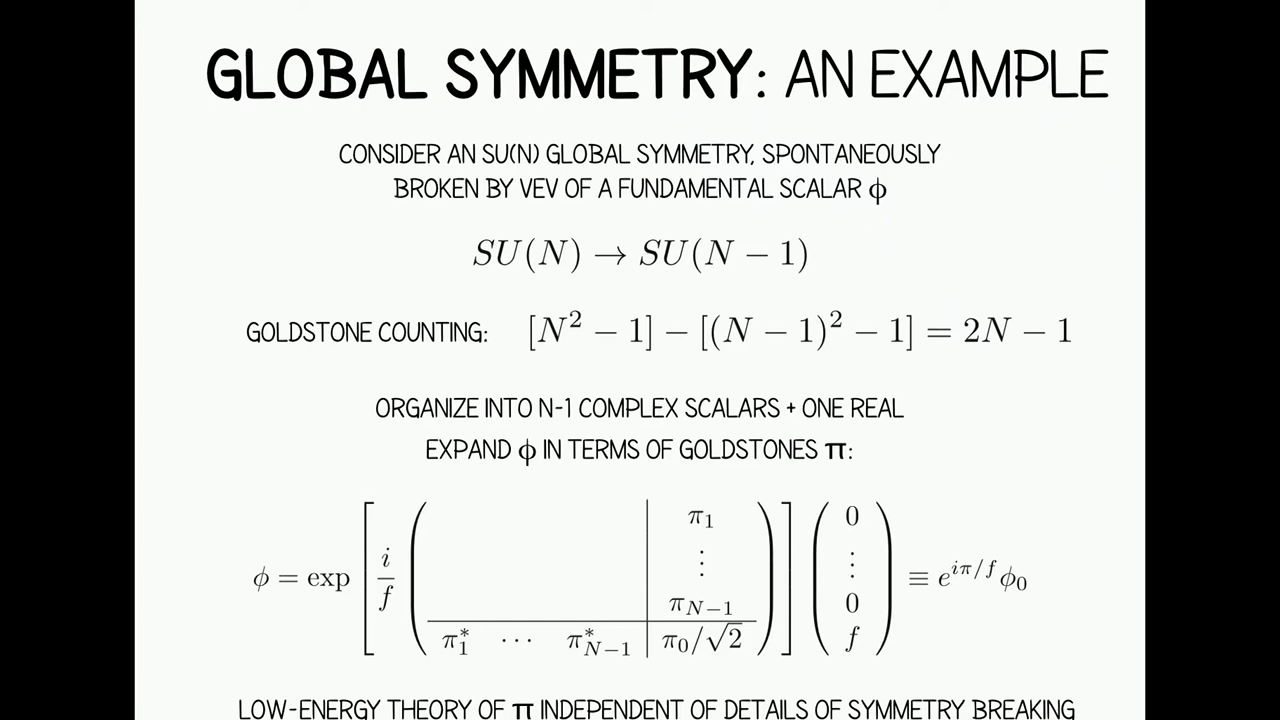 GLOBAL SYMMETRY: AN EXAMPLE
CONSIDER AN SU(N) GLOBAL SYMMETRY, SPONTANEOUSLY
BROKEN BY VEV OF A FUNDAMENTAL SCALAR ϕ
SU(N) → SU(N − 1)
GOLDSTONE COUNTING: [N² − 1] − [(N − 1)² − 1] = 2N − 1
ORGANIZE INTO N-1 COMPLEX SCALARS + ONE REAL
EXPAND ϕ IN TERMS OF GOLDSTONES π:
ϕ = exp [ i/f ( π₁ ⋮ π_{N−1} π₁* ⋯ π*_{N−1} π₀/√2 ) ] ( 0 ⋮ 0 f ) ≡ e^{iπ/f} ϕ₀
LOW-ENERGY THEORY OF π INDEPENDENT OF DETAILS OF SYMMETRY BREAKING